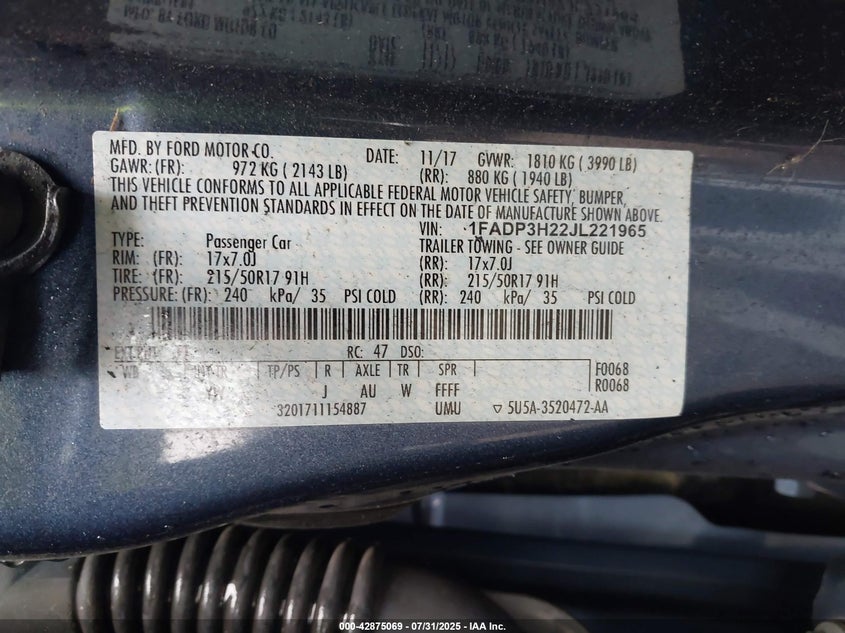 MFD. BY FORD MOTOR CO. DATE: 11/17 GVWR: 1810 KG ( 3990 LB)
GAWR: (FR): 972 KG ( 2143 LB) (RR): 880 KG ( 1940 LB)
THIS VEHICLE CONFORMS TO ALL APPLICABLE FEDERAL MOTOR VEHICLE SAFETY, BUMPER,
AND THEFT PREVENTION STANDARDS IN EFFECT ON THE DATE OF MANUFACTURE SHOWN ABOVE.
VIN: 1FADP3H22JL221965
TYPE: Passenger Car TRAILER TOWING - SEE OWNER GUIDE
RIM: (FR): 17x7.0J (RR): 17x7.0J
TIRE: (FR): 215/50R17 91H (RR): 215/50R17 91H
PRESSURE: (FR): 240 kPa/ 35 PSI COLD (RR): 240 kPa/ 35 PSI COLD
RC: 47 DSO:
WB INT TR TP/PS R AXLE TR SPR F0068
R0068
J AU W FFFF
3201711154887 UMU ▽ 5U5A-3520472-AA
000-42875069 - 07/31/2025 - IAA Inc.